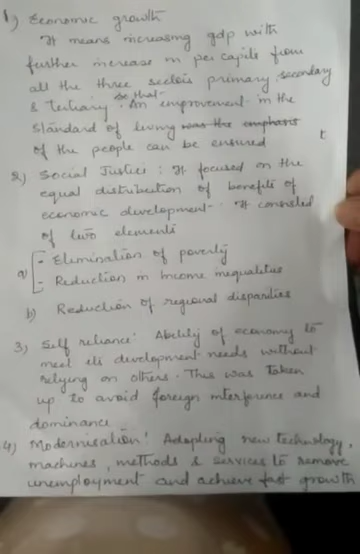 1) Economic growth
It means increasing gdp with
further increase in per capita from
all the three sectors primary, secondary
& tertiary. So that An improvement in the
standard of living was the emphasis
of the people can be ensured
2) Social Justice : It focused on the
equal distribution of benefits of
economic development. It consisted
of two elements
a) - Elimination of poverty
- Reduction in income inequalities
b) Reduction of regional disparities
3) Self reliance: Ability of economy to
meet its development needs without
relying on others. This was taken
up to avoid foreign interference and
dominance
4) Modernisation: Adopting new technology,
machines, methods & services to remove
unemployment and achieve fast growth